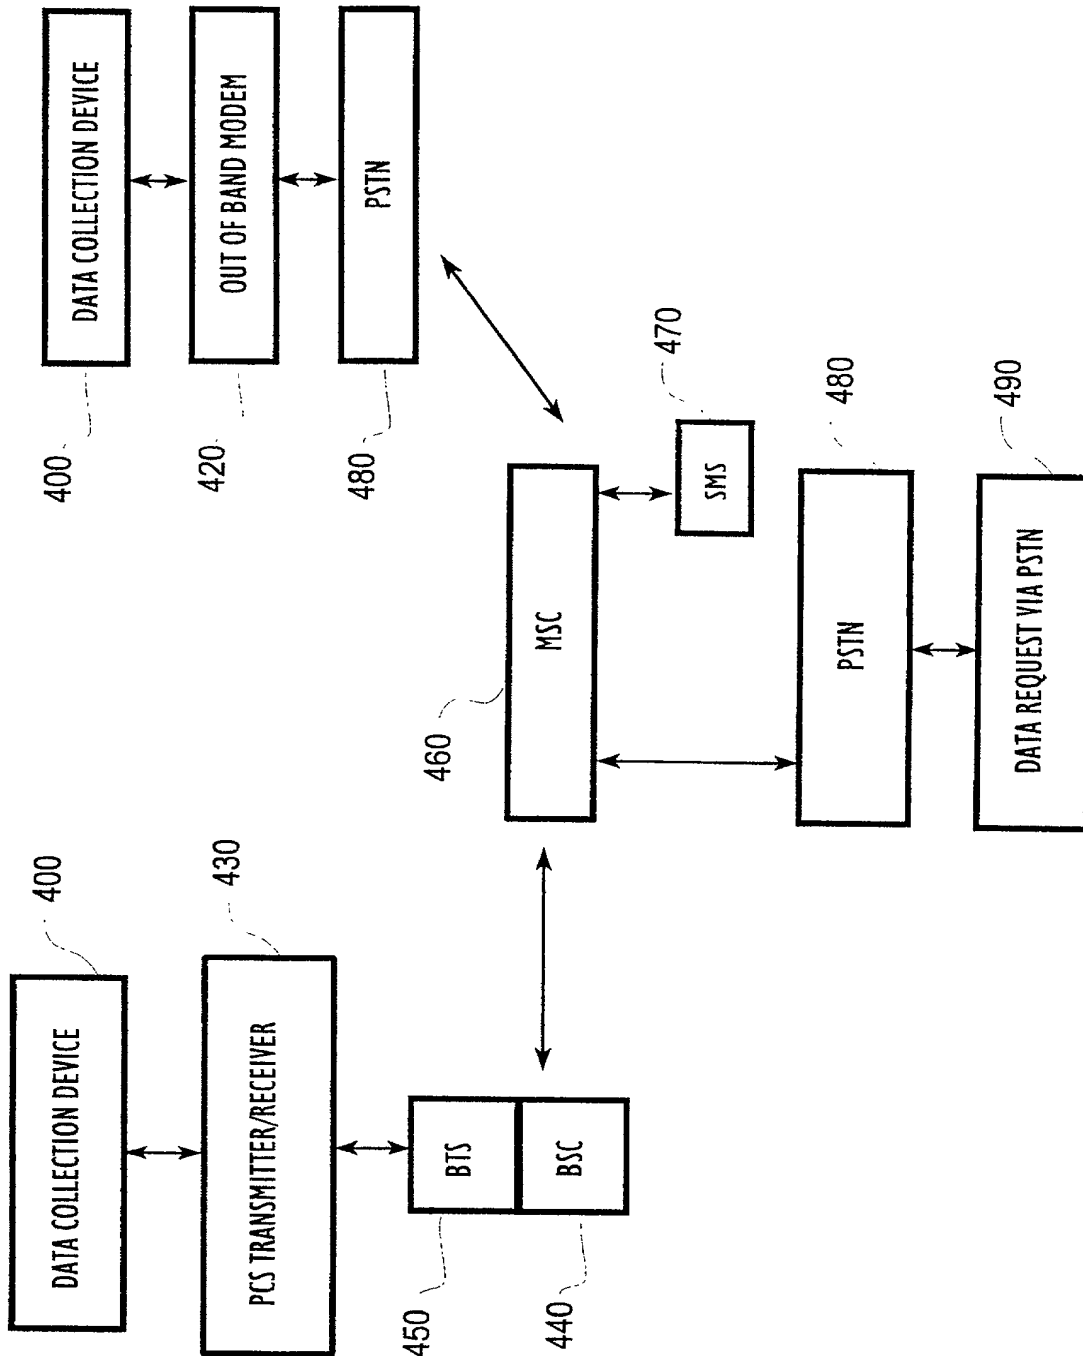 DATA COLLECTION DEVICE
400
PCS TRANSMITTER/RECEIVER
430
BTS
450
BSC
440
MSC
460
SMS
470
PSTN
480
DATA REQUEST VIA PSTN
490
DATA COLLECTION DEVICE
400
OUT OF BAND MODEM
420
PSTN
480